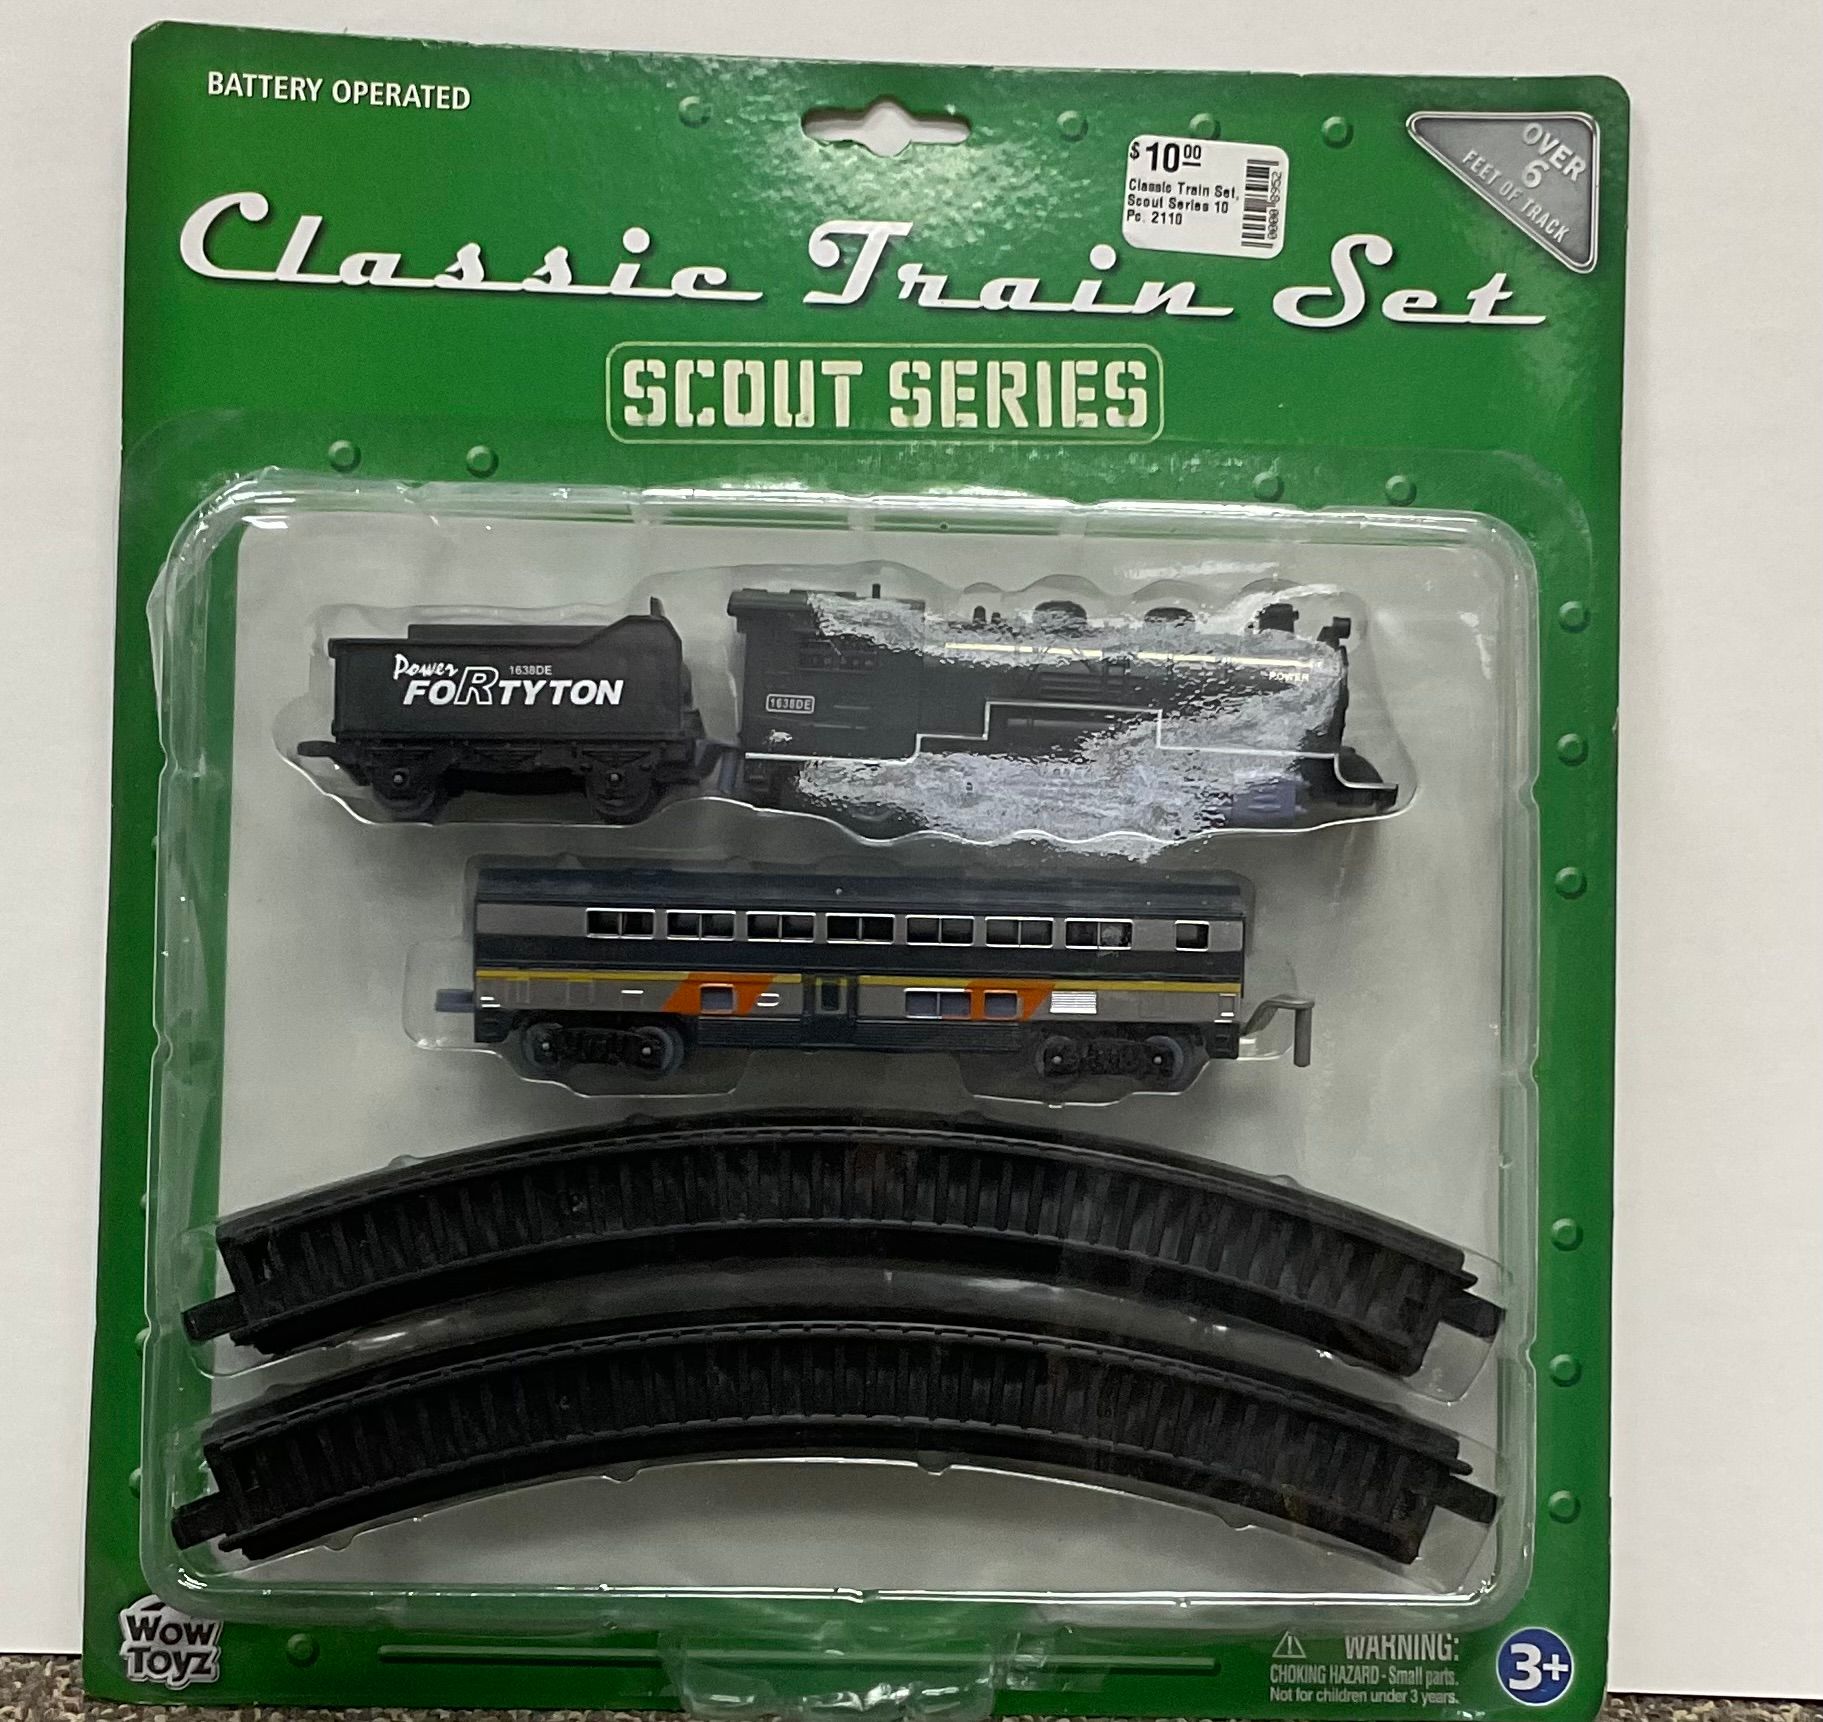 BATTERY OPERATED
$10.00
Classic Train Set,
Scout Series 10
Pc. 2110
0000 6952
OVER
6
FEET OF TRACK
Classic Train Set
SCOUT SERIES
Power 1638DE
FORTYTON
1638DE
POWER
WOW
TOYZ
WARNING:
CHOKING HAZARD - Small parts.
Not for children under 3 years.
3+